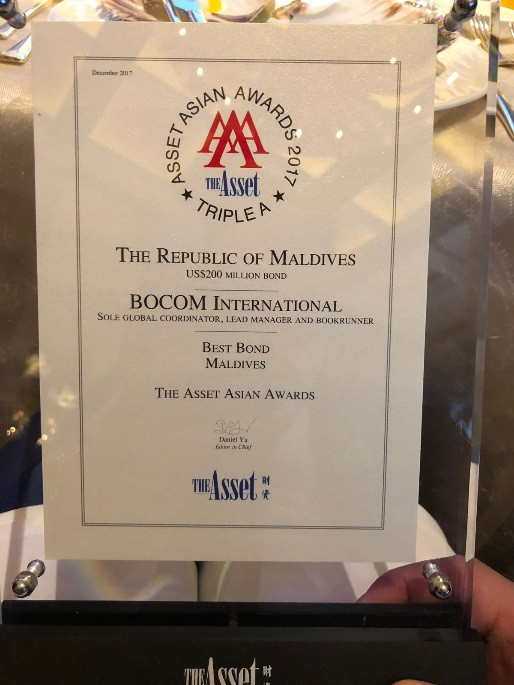 December 2017
ASSET ASIAN AWARDS 2017
AAA
THE Asset
★ TRIPLE A ★
THE REPUBLIC OF MALDIVES
US$200 MILLION BOND
BOCOM INTERNATIONAL
SOLE GLOBAL COORDINATOR, LEAD MANAGER AND BOOKRUNNER
BEST BOND
MALDIVES
THE ASSET ASIAN AWARDS
Daniel Yu
Editor in Chief
THE Asset 財資
THE Asset 財資